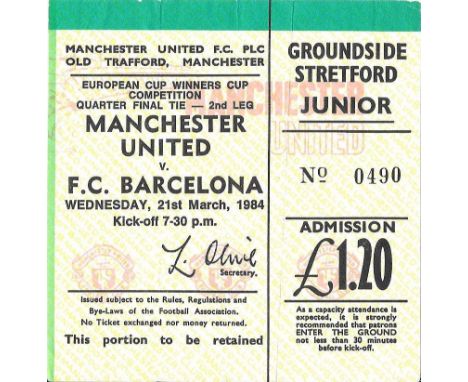 MANCHESTER UNITED F.C. PLC
OLD TRAFFORD, MANCHESTER
EUROPEAN CUP WINNERS CUP
COMPETITION
QUARTER FINAL TIE — 2nd LEG
MANCHESTER
UNITED
v.
F.C. BARCELONA
WEDNESDAY, 21st March, 1984
Kick-off 7-30 p.m.
L. Olive
Secretary.
Issued subject to the Rules, Regulations and
Bye-Laws of the Football Association.
No Ticket exchanged nor money returned.
This portion to be retained
GROUNDSIDE
STRETFORD
JUNIOR
MANCHESTER
UNITED
No 0490
ADMISSION
£1.20
As a capacity attendance is
expected, it is strongly
recommended that patrons
ENTER THE GROUND
not less than 30 minutes
before kick-off.